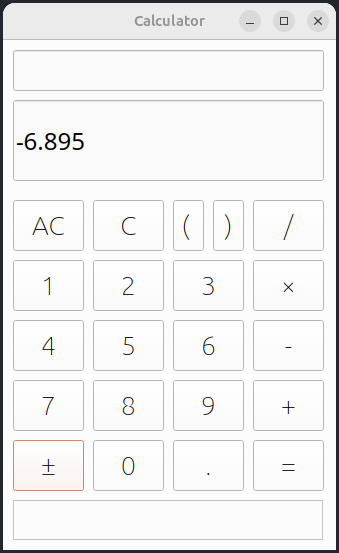 Calculator
-6.895
AC C ( ) /
1 2 3 ×
4 5 6 -
7 8 9 +
± 0 . =